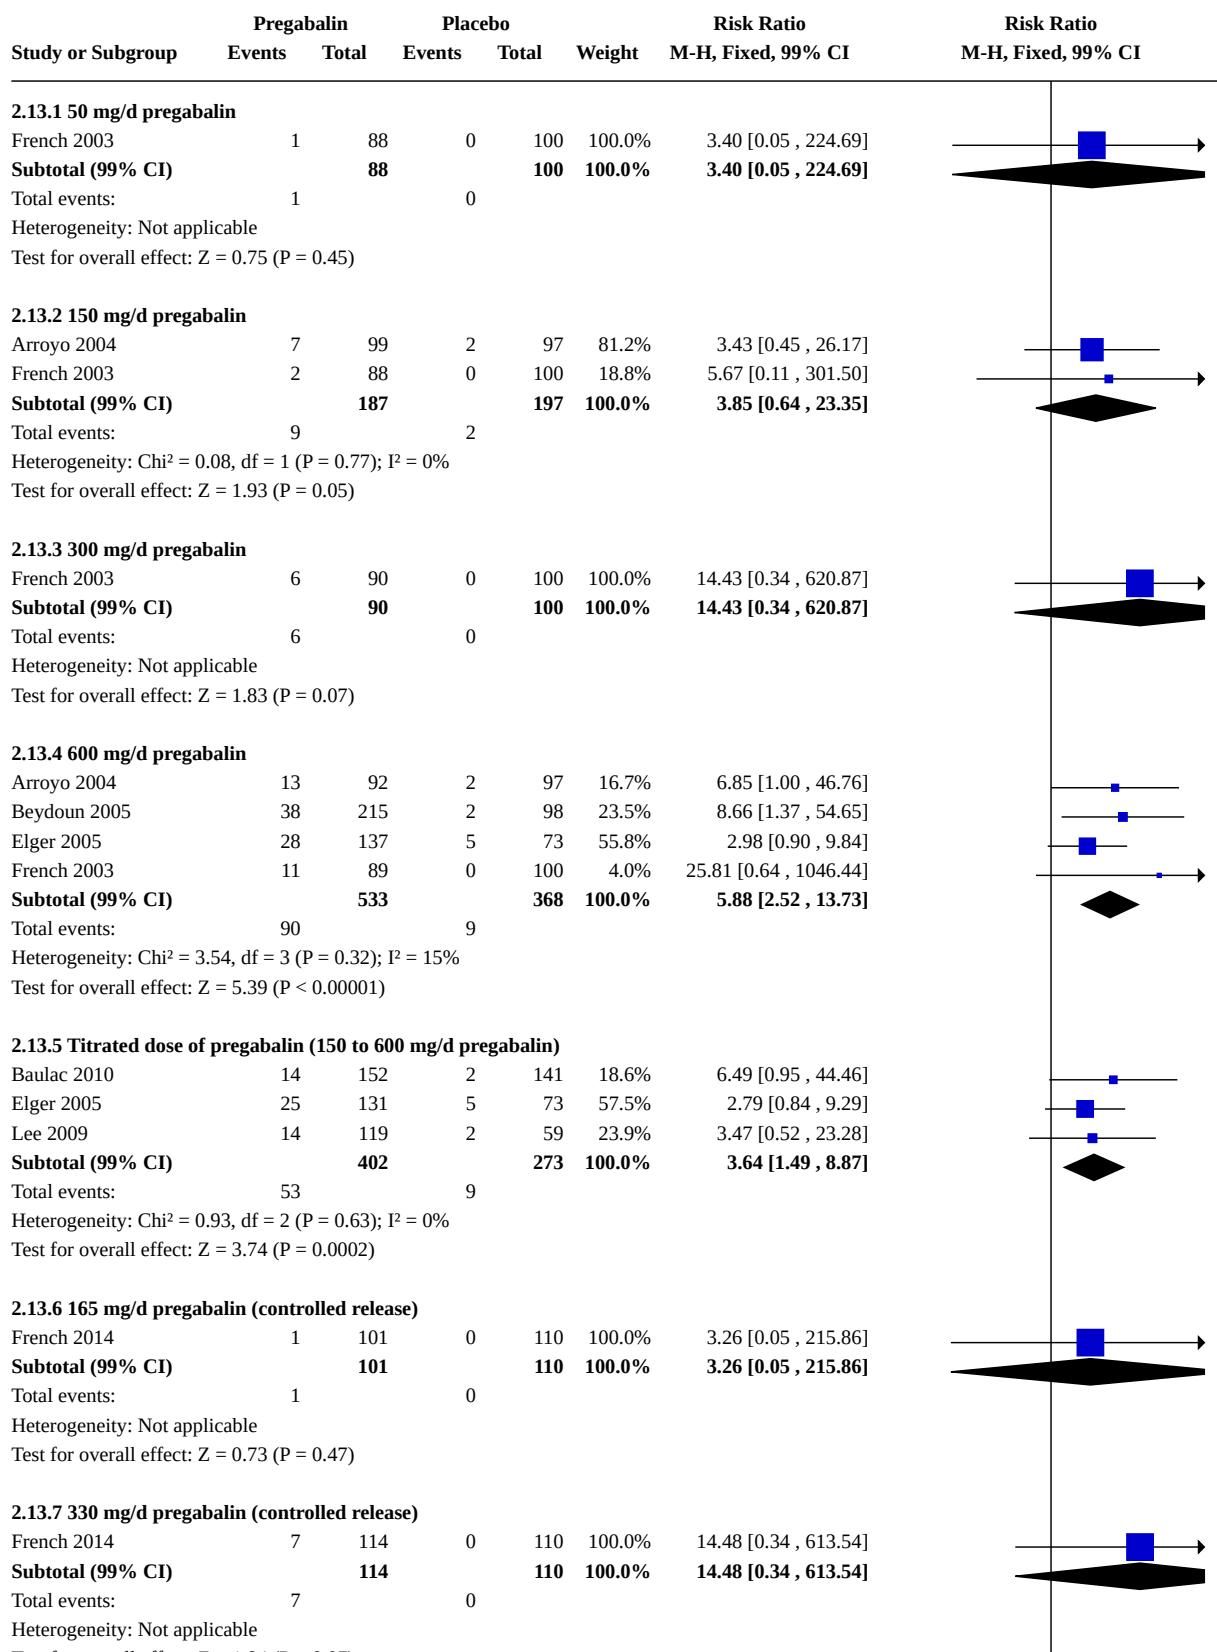 Pregabalin Placebo Risk Ratio Risk Ratio
Study or Subgroup Events Total Events Total Weight M-H, Fixed, 99% CI M-H, Fixed, 99% CI
2.13.1 50 mg/d pregabalin
French 2003 1 88 0 100 100.0% 3.40 [0.05 , 224.69]
Subtotal (99% CI) 88 100 100.0% 3.40 [0.05 , 224.69]
Total events: 1 0
Heterogeneity: Not applicable
Test for overall effect: Z = 0.75 (P = 0.45)
2.13.2 150 mg/d pregabalin
Arroyo 2004 7 99 2 97 81.2% 3.43 [0.45 , 26.17]
French 2003 2 88 0 100 18.8% 5.67 [0.11 , 301.50]
Subtotal (99% CI) 187 197 100.0% 3.85 [0.64 , 23.35]
Total events: 9 2
Heterogeneity: Chi² = 0.08, df = 1 (P = 0.77); I² = 0%
Test for overall effect: Z = 1.93 (P = 0.05)
2.13.3 300 mg/d pregabalin
French 2003 6 90 0 100 100.0% 14.43 [0.34 , 620.87]
Subtotal (99% CI) 90 100 100.0% 14.43 [0.34 , 620.87]
Total events: 6 0
Heterogeneity: Not applicable
Test for overall effect: Z = 1.83 (P = 0.07)
2.13.4 600 mg/d pregabalin
Arroyo 2004 13 92 2 97 16.7% 6.85 [1.00 , 46.76]
Beydoun 2005 38 215 2 98 23.5% 8.66 [1.37 , 54.65]
Elger 2005 28 137 5 73 55.8% 2.98 [0.90 , 9.84]
French 2003 11 89 0 100 4.0% 25.81 [0.64 , 1046.44]
Subtotal (99% CI) 533 368 100.0% 5.88 [2.52 , 13.73]
Total events: 90 9
Heterogeneity: Chi² = 3.54, df = 3 (P = 0.32); I² = 15%
Test for overall effect: Z = 5.39 (P < 0.00001)
2.13.5 Titrated dose of pregabalin (150 to 600 mg/d pregabalin)
Baulac 2010 14 152 2 141 18.6% 6.49 [0.95 , 44.46]
Elger 2005 25 131 5 73 57.5% 2.79 [0.84 , 9.29]
Lee 2009 14 119 2 59 23.9% 3.47 [0.52 , 23.28]
Subtotal (99% CI) 402 273 100.0% 3.64 [1.49 , 8.87]
Total events: 53 9
Heterogeneity: Chi² = 0.93, df = 2 (P = 0.63); I² = 0%
Test for overall effect: Z = 3.74 (P = 0.0002)
2.13.6 165 mg/d pregabalin (controlled release)
French 2014 1 101 0 110 100.0% 3.26 [0.05 , 215.86]
Subtotal (99% CI) 101 110 100.0% 3.26 [0.05 , 215.86]
Total events: 1 0
Heterogeneity: Not applicable
Test for overall effect: Z = 0.73 (P = 0.47)
2.13.7 330 mg/d pregabalin (controlled release)
French 2014 7 114 0 110 100.0% 14.48 [0.34 , 613.54]
Subtotal (99% CI) 114 110 100.0% 14.48 [0.34 , 613.54]
Total events: 7 0
Heterogeneity: Not applicable